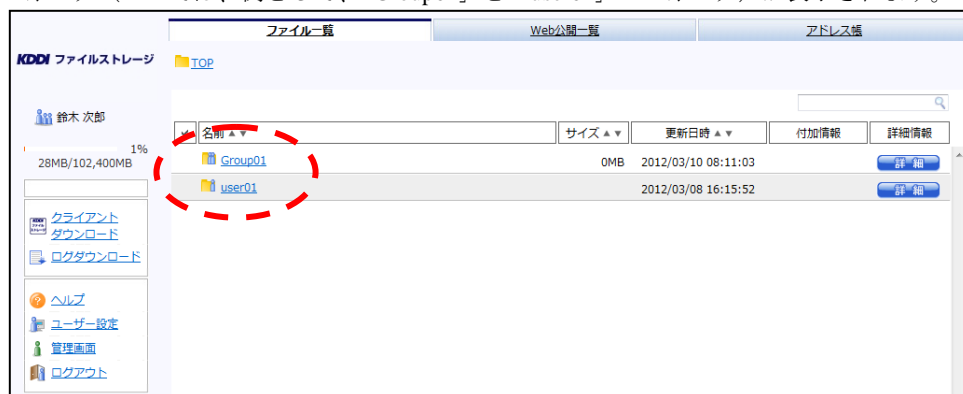 ファイル一覧 Web公開一覧 アドレス帳
KDDI ファイルストレージ
TOP
鈴木 次郎
1%
28MB/102,400MB
名前▲▼ サイズ▲▼ 更新日時▲▼ 付加情報 詳細情報
Group01 0MB 2012/03/10 08:11:03 詳 細
user01 2012/03/08 16:15:52 詳 細
クライアント
ダウンロード
ログダウンロード
ヘルプ
ユーザー設定
管理画面
ログアウト